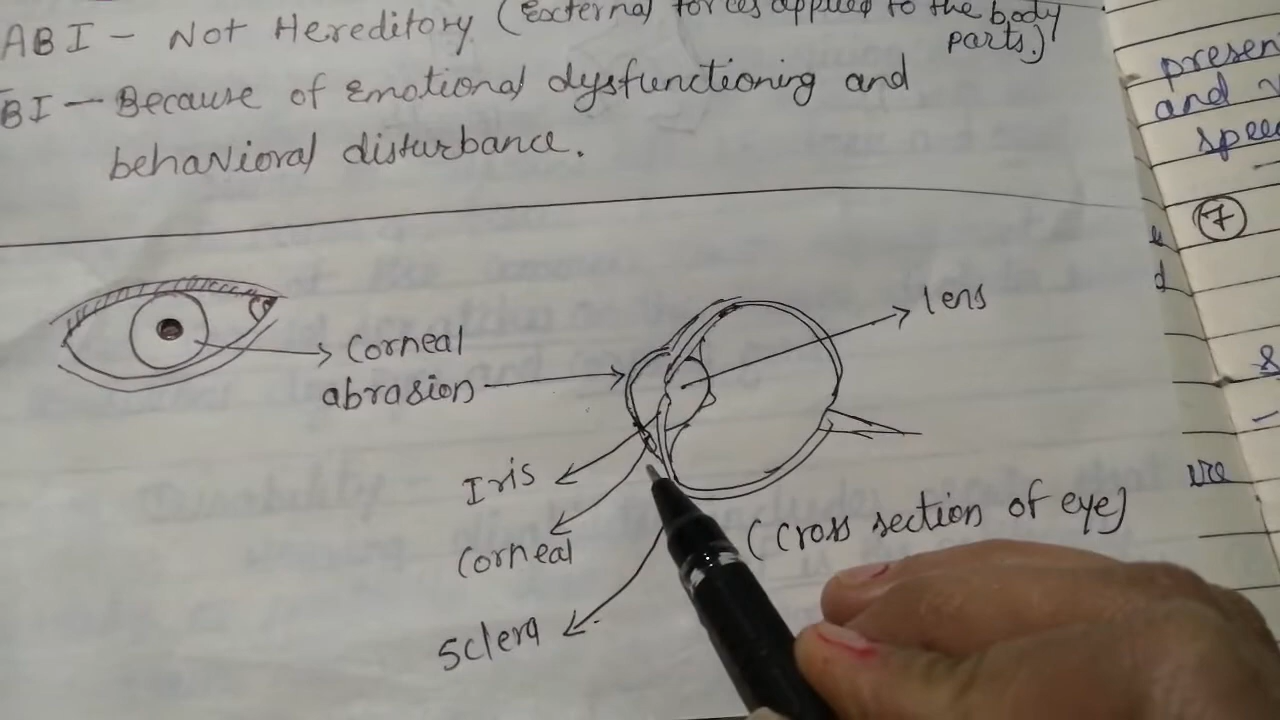 ABI - Not Hereditory (External forces applied to the body
parts.)
BI - Because of Emotional dysfunctioning and
behavioral disturbance.
Corneal
abrasion
lens
Iris
Corneal
Sclera
(Cross section of eye)
presen
and
spee
7